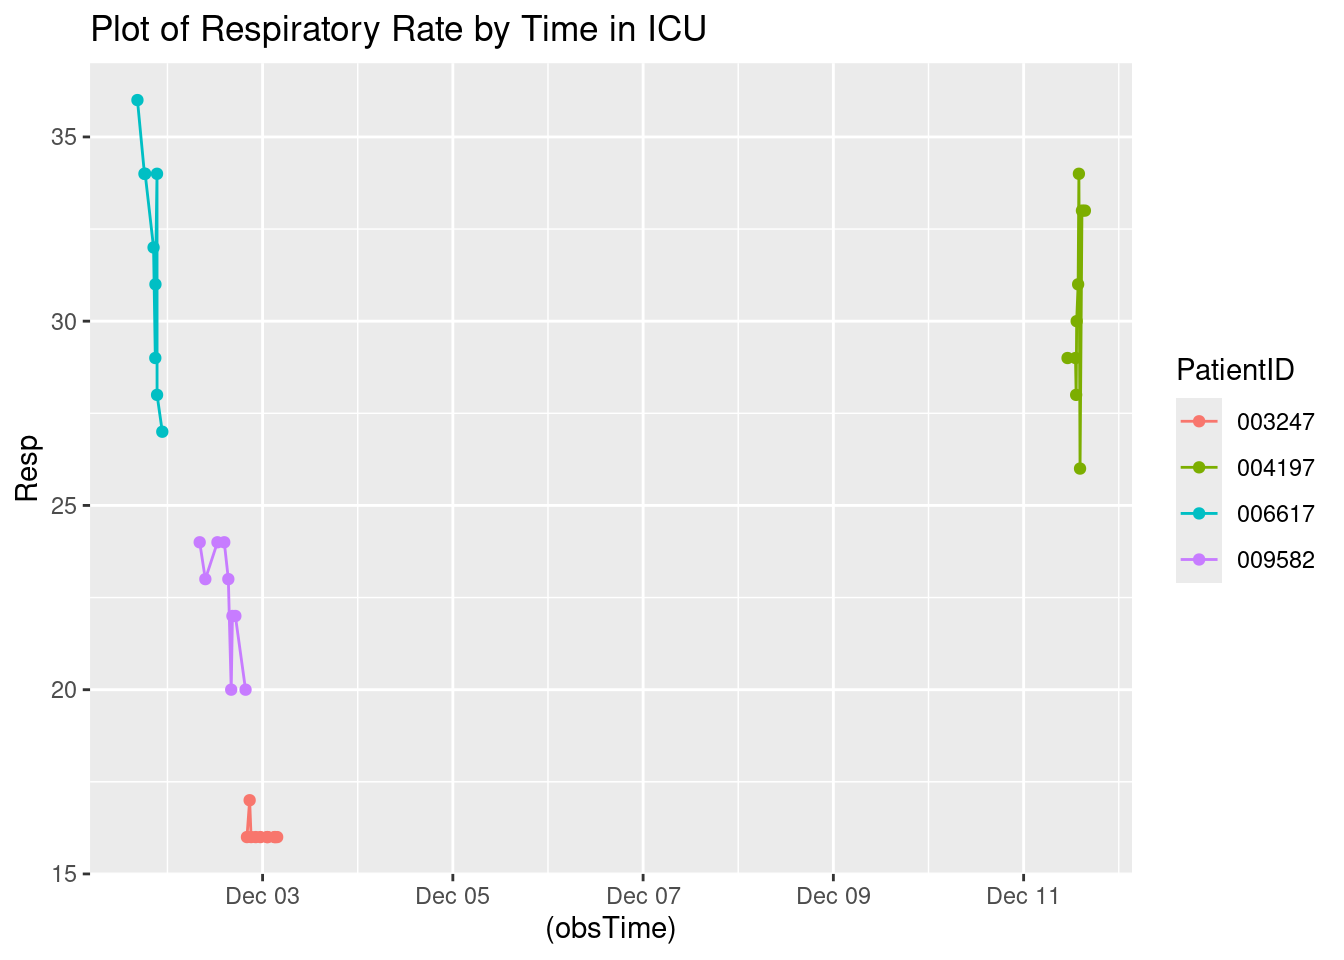 Plot of Respiratory Rate by Time in ICU
35
30
25
20
15
Resp
Dec 03
Dec 05
Dec 07
Dec 09
Dec 11
(obsTime)
PatientID
003247
004197
006617
009582